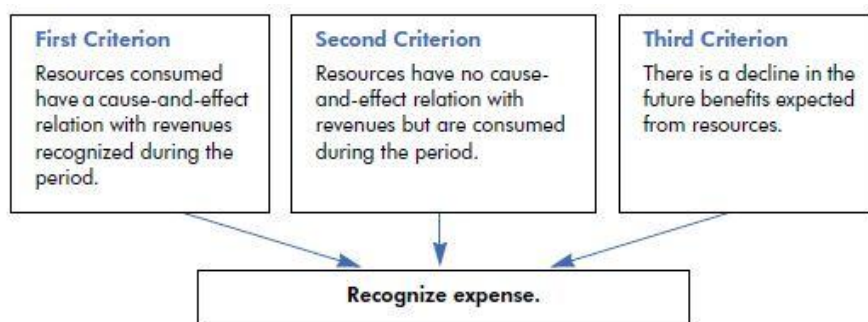 First Criterion
Resources consumed
have a cause-and-effect
relation with revenues
recognized during the
period.
Second Criterion
Resources have no cause-
and-effect relation with
revenues but are consumed
during the period.
Third Criterion
There is a decline in the
future benefits expected
from resources.
Recognize expense.